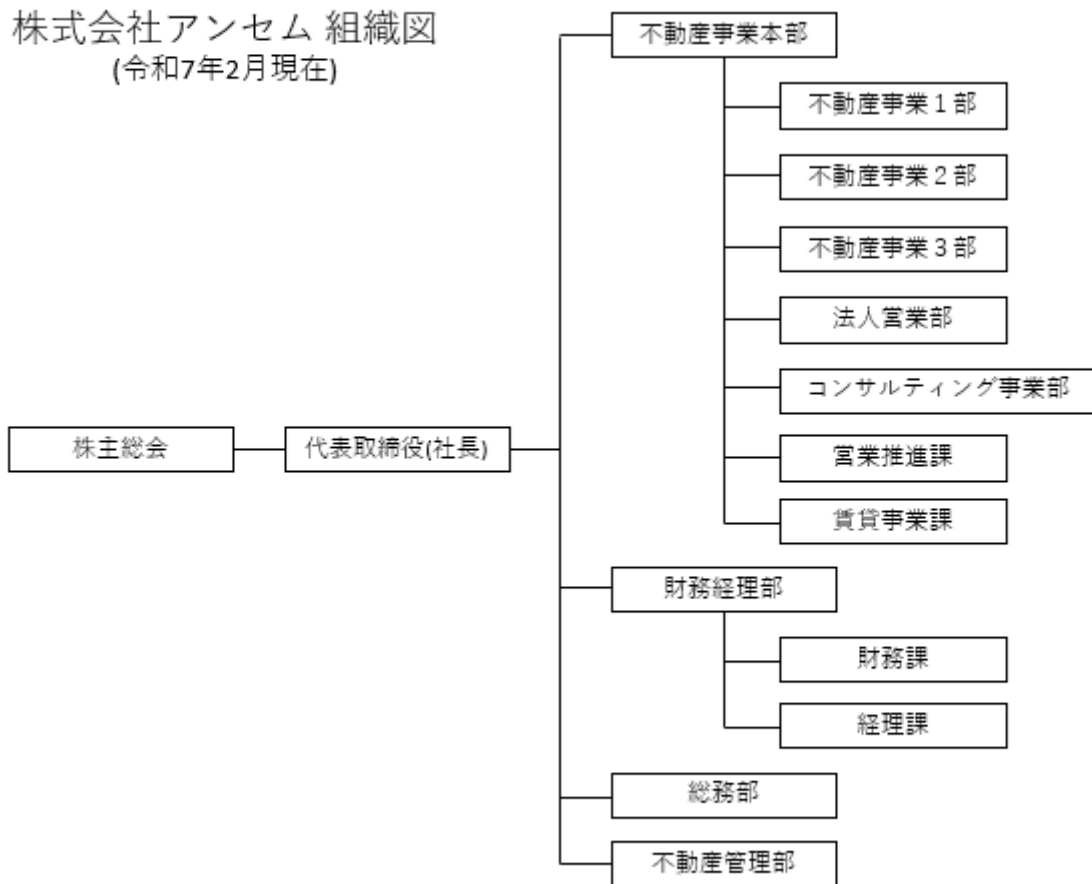 株式会社アンセム 組織図
(令和7年2月現在)
不動産事業本部
不動産事業１部
不動産事業２部
不動産事業３部
法人営業部
コンサルティング事業部
株主総会
代表取締役(社長)
営業推進課
賃貸事業課
財務経理部
財務課
経理課
総務部
不動産管理部